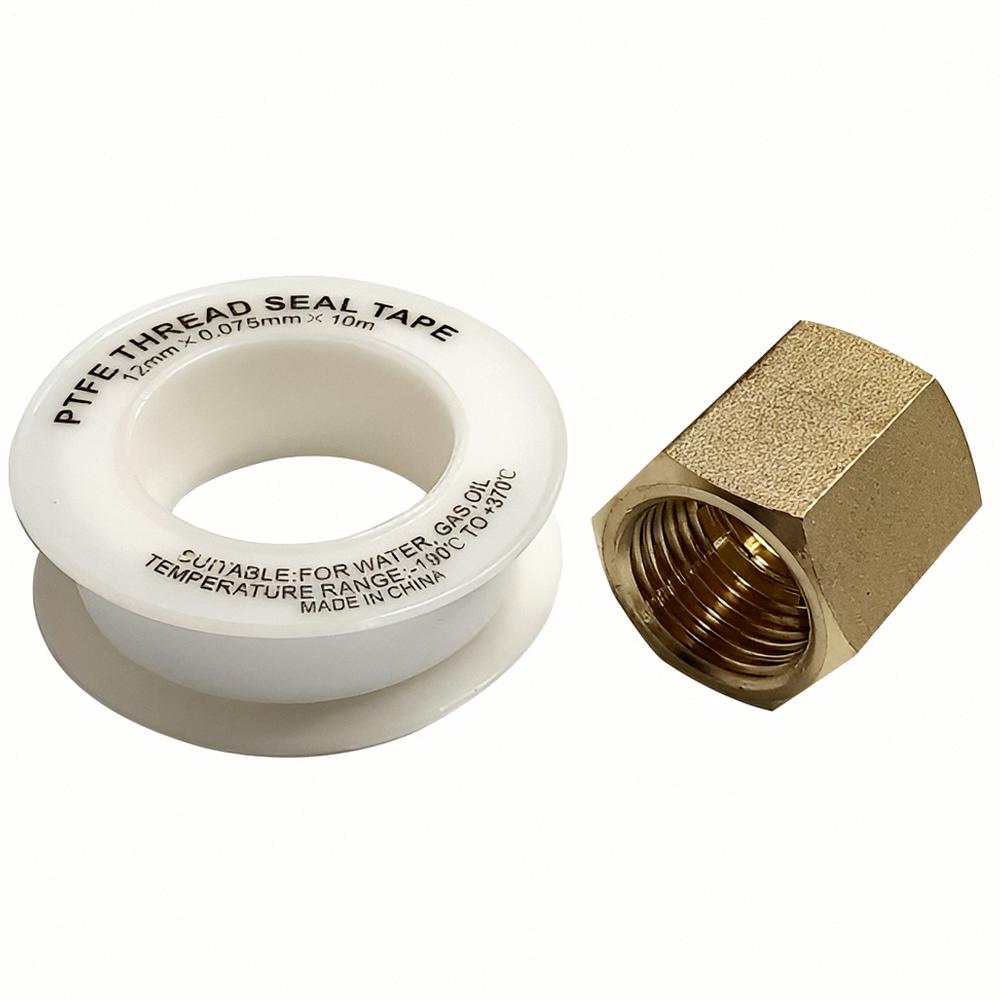 PTFE THREAD SEAL TAPE
12mm × 0.075mm × 10m
SUITABLE:FOR WATER, GAS,OIL
TEMPERATURE RANGE:-190℃ TO +370℃
MADE IN CHINA